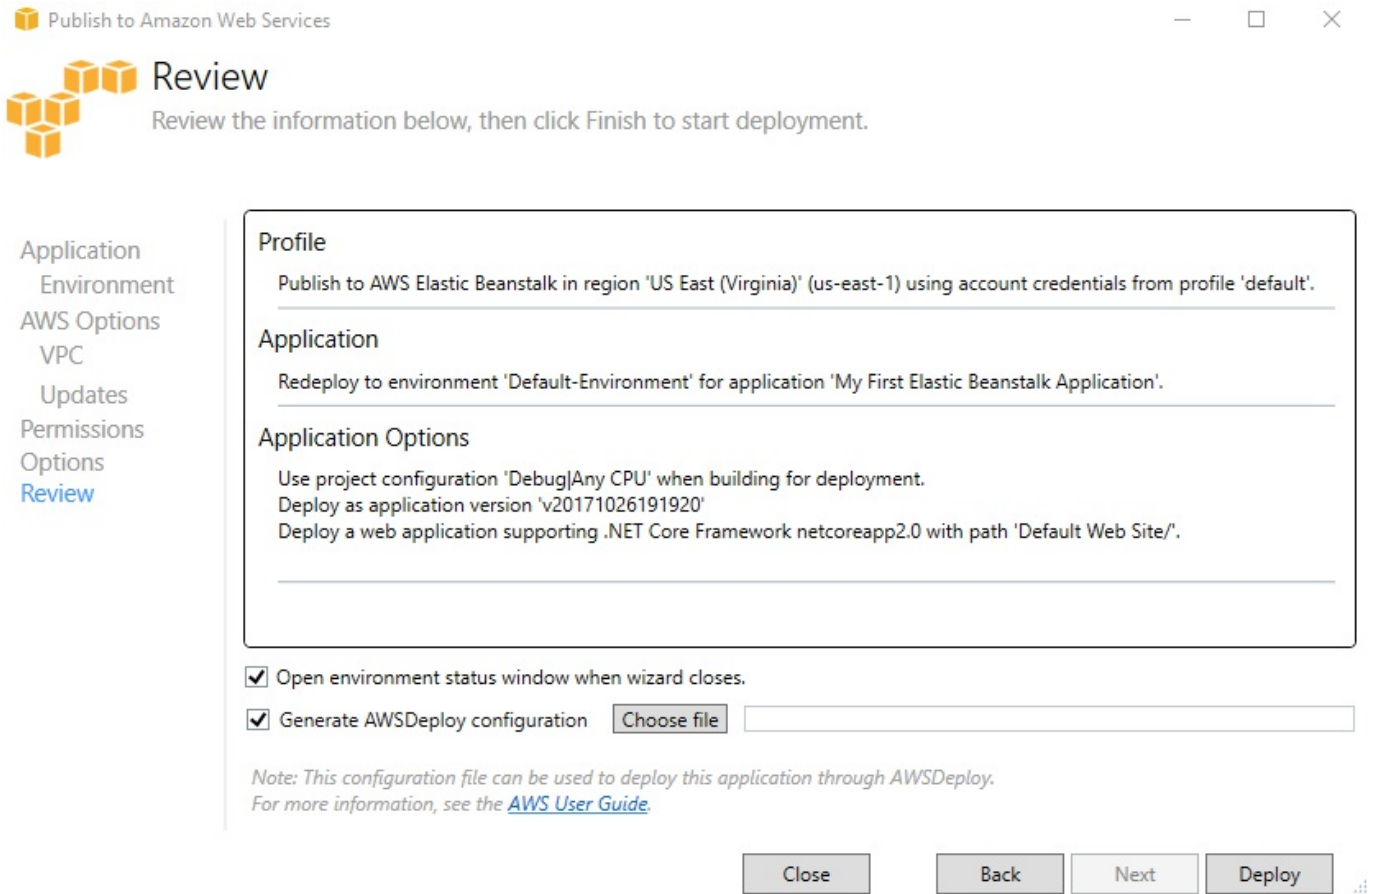 Publish to Amazon Web Services
Review
Review the information below, then click Finish to start deployment.
Application
Environment
AWS Options
VPC
Updates
Permissions
Options
Review
Profile
Publish to AWS Elastic Beanstalk in region 'US East (Virginia)' (us-east-1) using account credentials from profile 'default'.
Application
Redeploy to environment 'Default-Environment' for application 'My First Elastic Beanstalk Application'.
Application Options
Use project configuration 'Debug|Any CPU' when building for deployment.
Deploy as application version 'v20171026191920'
Deploy a web application supporting .NET Core Framework netcoreapp2.0 with path 'Default Web Site/'.
Open environment status window when wizard closes.
Generate AWSDeploy configuration Choose file
Note: This configuration file can be used to deploy this application through AWSDeploy.
For more information, see the AWS User Guide.
Close Back Next Deploy